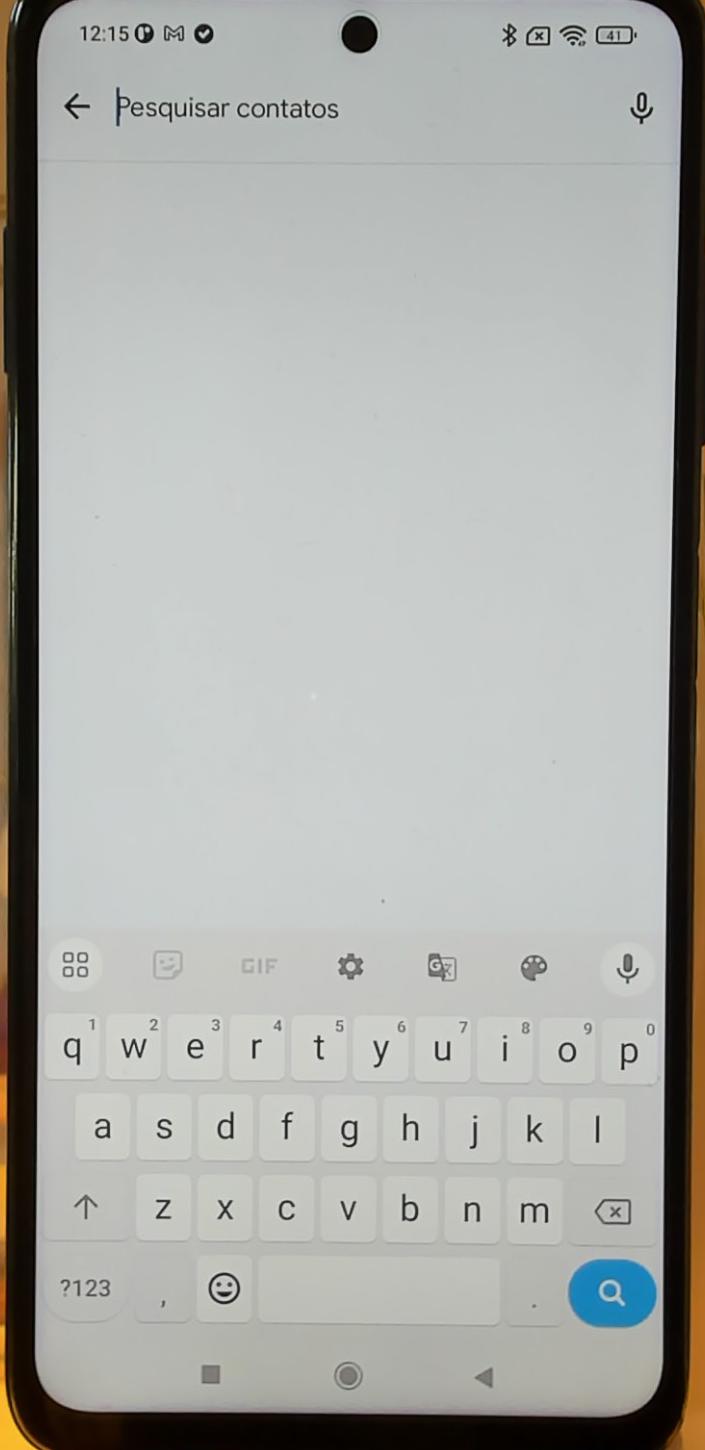 12:15 41
Pesquisar contatos
GIF
1 2 3 4 5 6 7 8 9 0
q w e r t y u i o p
a s d f g h j k l
z x c v b n m
?123 , .